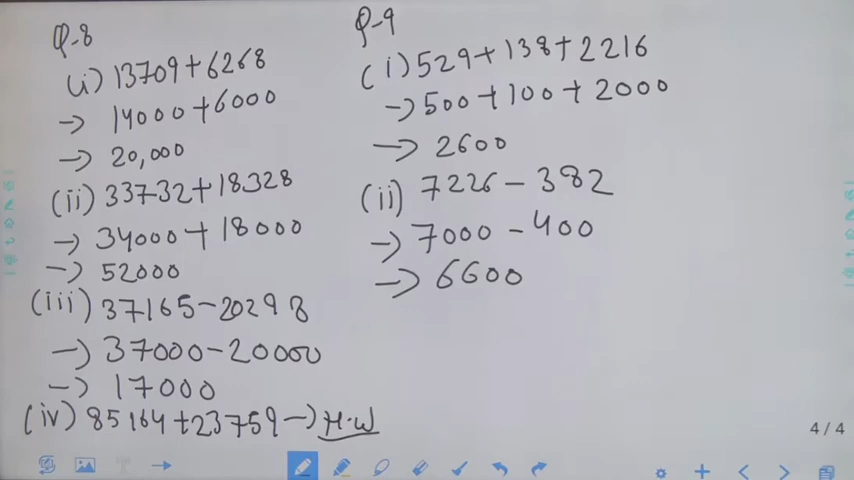 Q-8
(i) 13709+6268
→ 14000+6000
→ 20,000
(ii) 33732+18328
→ 34000+18000
→ 52000
(iii) 37165-20298
→ 37000-20000
→ 17000
(iv) 85164+23759→ H.W
Q-9
(i) 529+138+2216
→ 500+100+2000
→ 2600
(ii) 7226-382
→ 7000-400
→ 6600
4/4